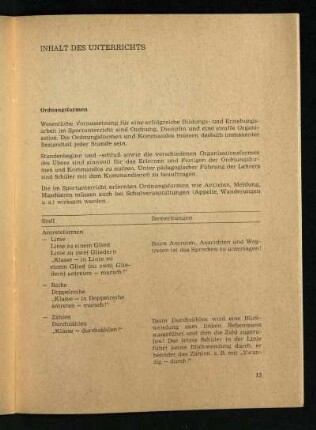 INHALT DES UNTERRICHTS
Ordnungsformen
Wesentliche Voraussetzung für eine erfolgreiche Bildungs- und Erziehungs-
arbeit im Sportunterricht sind Ordnung, Disziplin und eine straffe Organi-
sation. Die Ordnungsformen und Kommandos müssen deshalb immanenter
Bestandteil jeder Stunde sein.
Stundenbeginn und -schluß sowie die verschiedenen Organisationsformen
des Übens sind sinnvoll für das Erlernen und Festigen der Ordnungsfor-
men und Kommandos zu nutzen. Unter pädagogischer Führung des Lehrers
sind Schüler mit dem Kommandieren zu beauftragen.
Die im Sportunterricht erlernten Ordnungsformen, wie Antreten, Meldung,
Marschieren müssen auch bei Schulveranstaltungen (Appelle, Wanderungen
u. a.) wirksam werden.
Stoff Bemerkungen
Antreteformen
– Linie
Linie zu einem Glied
Linie zu zwei Gliedern
„Klasse – in Linie zu
einem Glied (zu zwei Glie-
dern) antreten – marsch!“
Beim Antreten, Ausrichten und Weg-
treten ist das Sprechen zu untersagen!
– Reihe
Doppelreihe
„Klasse – in Doppelreihe
antreten – marsch!“
– Zählen
Durchzählen
„Klasse – durchzählen!“
Beim Durchzählen wird eine Blick-
wendung zum linken Nebenmann
ausgeführt und ihm die Zahl zugeru-
fen! Der letzte Schüler in der Linie
führt keine Blickwendung durch, er
beendet das Zählen z. B. mit „Zwan-
zig – durch!“
13